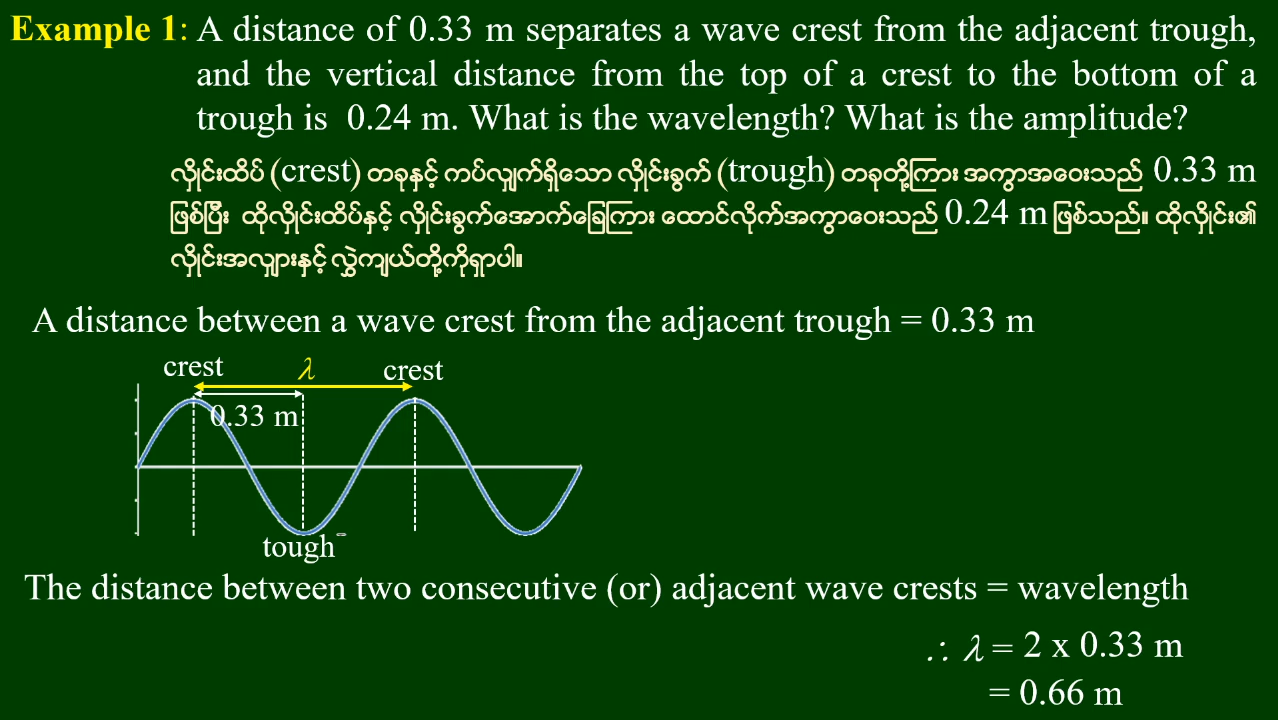 Example 1: A distance of 0.33 m separates a wave crest from the adjacent trough,
and the vertical distance from the top of a crest to the bottom of a
trough is 0.24 m. What is the wavelength? What is the amplitude?
လှိုင်းထိပ် (crest) တခုနှင့် ကပ်လျှက်ရှိသော လှိုင်းခွက် (trough) တခုတို့ကြား အကွာအဝေးသည် 0.33 m
ဖြစ်ပြီး ထိုလှိုင်းထိပ်နှင့် လှိုင်းခွက်အောက်ခြေကြား ထောင်လိုက်အကွာဝေးသည် 0.24 m ဖြစ်သည်။ ထိုလှိုင်း၏
လှိုင်းအလျှားနှင့် လွှဲကျယ်တို့ကိုရှာပါ။
A distance between a wave crest from the adjacent trough = 0.33 m
crest λ crest
0.33 m
tough
The distance between two consecutive (or) adjacent wave crests = wavelength
∴ λ = 2 x 0.33 m
= 0.66 m